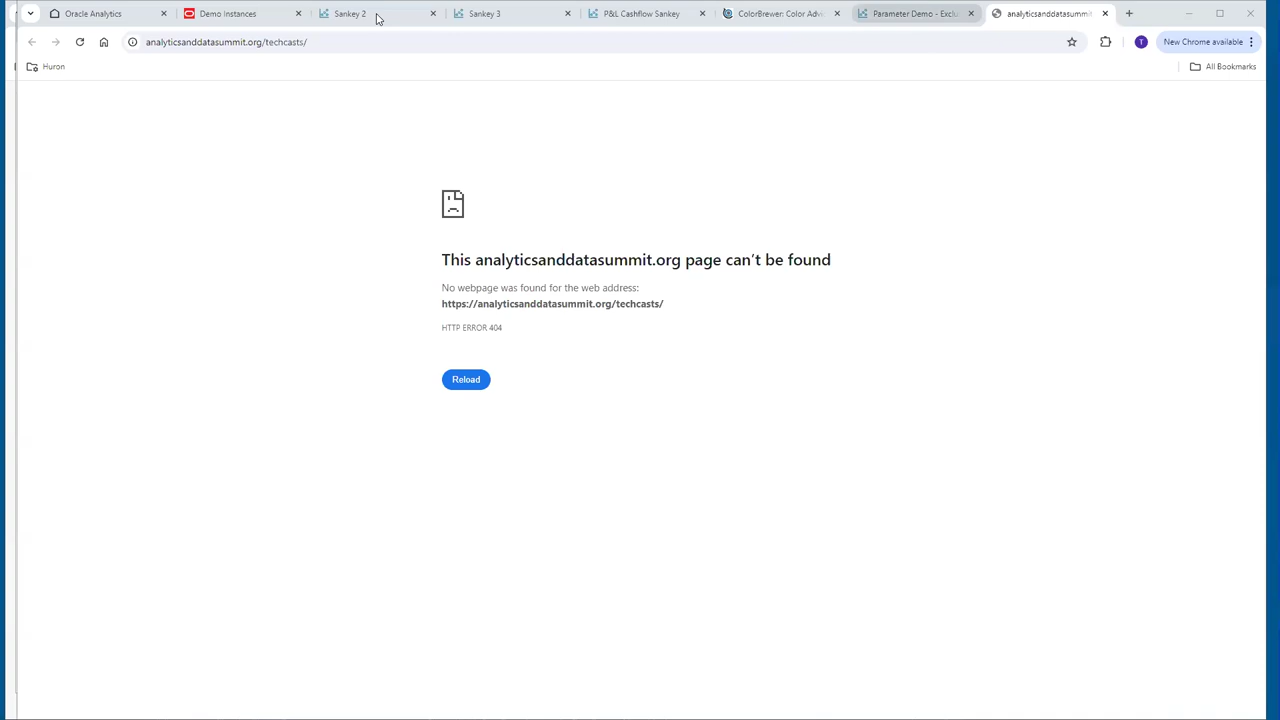 Oracle Analytics
Demo Instances
Sankey 2
Sankey 3
P&L Cashflow Sankey
ColorBrewer: Color Adv
Parameter Demo - Exclu
analyticsanddatasummit
analyticsanddatasummit.org/techcasts/
T
New Chrome available
Huron
All Bookmarks
This analyticsanddatasummit.org page can't be found
No webpage was found for the web address:
https://analyticsanddatasummit.org/techcasts/
HTTP ERROR 404
Reload